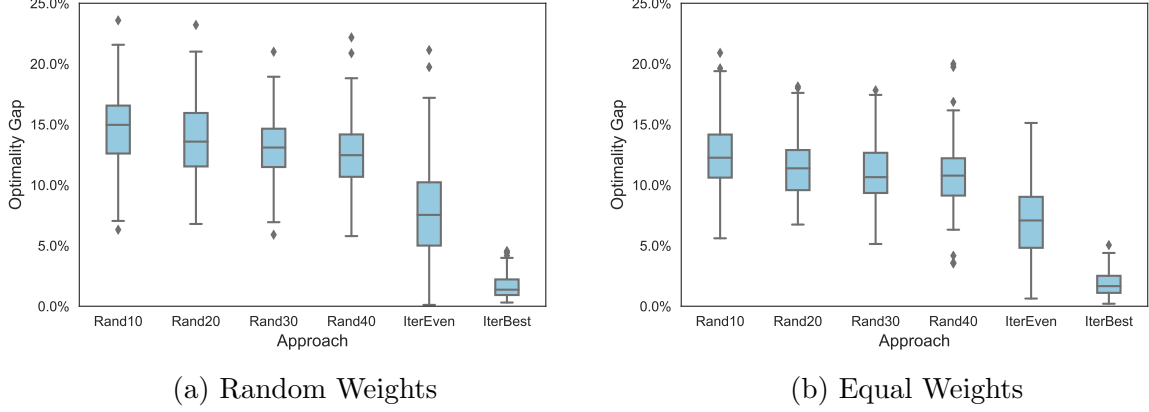 25.0%
20.0%
15.0%
10.0%
5.0%
0.0%
Optimality Gap
Rand10 Rand20 Rand30 Rand40 IterEven IterBest
Approach
(a) Random Weights
25.0%
20.0%
15.0%
10.0%
5.0%
0.0%
Optimality Gap
Rand10 Rand20 Rand30 Rand40 IterEven IterBest
Approach
(b) Equal Weights